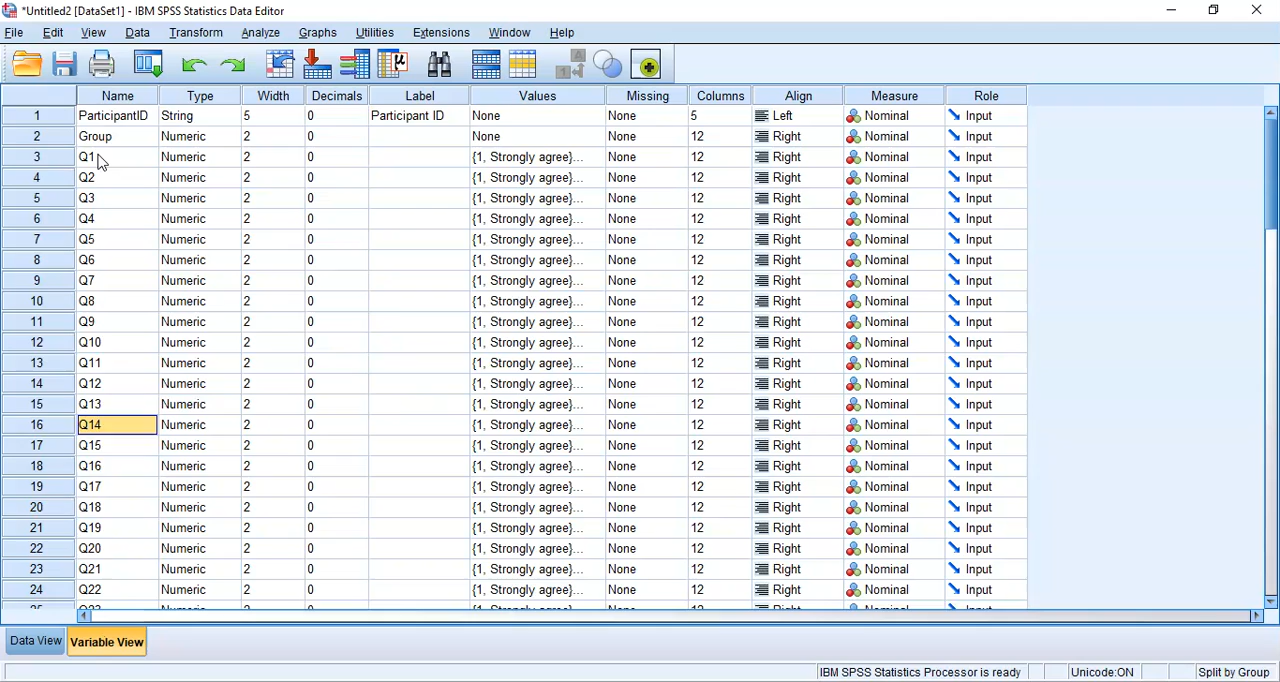 *Untitled2 [DataSet1] - IBM SPSS Statistics Data Editor
File Edit View Data Transform Analyze Graphs Utilities Extensions Window Help
Name Type Width Decimals Label Values Missing Columns Align Measure Role
1 ParticipantID String 5 0 Participant ID None None 5 Left Nominal Input
2 Group Numeric 2 0 None None 12 Right Nominal Input
3 Q1 Numeric 2 0 {1, Strongly agree}... None 12 Right Nominal Input
4 Q2 Numeric 2 0 {1, Strongly agree}... None 12 Right Nominal Input
5 Q3 Numeric 2 0 {1, Strongly agree}... None 12 Right Nominal Input
6 Q4 Numeric 2 0 {1, Strongly agree}... None 12 Right Nominal Input
7 Q5 Numeric 2 0 {1, Strongly agree}... None 12 Right Nominal Input
8 Q6 Numeric 2 0 {1, Strongly agree}... None 12 Right Nominal Input
9 Q7 Numeric 2 0 {1, Strongly agree}... None 12 Right Nominal Input
10 Q8 Numeric 2 0 {1, Strongly agree}... None 12 Right Nominal Input
11 Q9 Numeric 2 0 {1, Strongly agree}... None 12 Right Nominal Input
12 Q10 Numeric 2 0 {1, Strongly agree}... None 12 Right Nominal Input
13 Q11 Numeric 2 0 {1, Strongly agree}... None 12 Right Nominal Input
14 Q12 Numeric 2 0 {1, Strongly agree}... None 12 Right Nominal Input
15 Q13 Numeric 2 0 {1, Strongly agree}... None 12 Right Nominal Input
16 Q14 Numeric 2 0 {1, Strongly agree}... None 12 Right Nominal Input
17 Q15 Numeric 2 0 {1, Strongly agree}... None 12 Right Nominal Input
18 Q16 Numeric 2 0 {1, Strongly agree}... None 12 Right Nominal Input
19 Q17 Numeric 2 0 {1, Strongly agree}... None 12 Right Nominal Input
20 Q18 Numeric 2 0 {1, Strongly agree}... None 12 Right Nominal Input
21 Q19 Numeric 2 0 {1, Strongly agree}... None 12 Right Nominal Input
22 Q20 Numeric 2 0 {1, Strongly agree}... None 12 Right Nominal Input
23 Q21 Numeric 2 0 {1, Strongly agree}... None 12 Right Nominal Input
24 Q22 Numeric 2 0 {1, Strongly agree}... None 12 Right Nominal Input
Data View Variable View
IBM SPSS Statistics Processor is ready Unicode:ON Split by Group